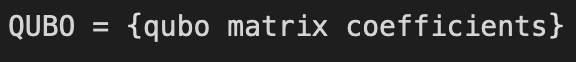 QUBO = {qubo matrix coefficients}